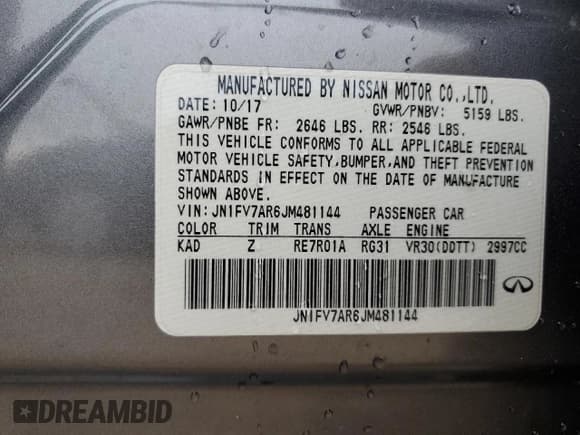 MANUFACTURED BY NISSAN MOTOR CO.,LTD.
DATE: 10/17 GVWR/PNBV: 5159 LBS.
GAWR/PNBE FR: 2646 LBS. RR: 2546 LBS.
THIS VEHICLE CONFORMS TO ALL APPLICABLE FEDERAL
MOTOR VEHICLE SAFETY,BUMPER,AND THEFT PREVENTION
STANDARDS IN EFFECT ON THE DATE OF MANUFACTURE
SHOWN ABOVE.
VIN: JN1FV7AR6JM481144 PASSENGER CAR
COLOR TRIM TRANS AXLE ENGINE
KAD Z RE7R01A RG31 VR30(DDTT) 2997CC
JN1FV7AR6JM481144
DREAMBID